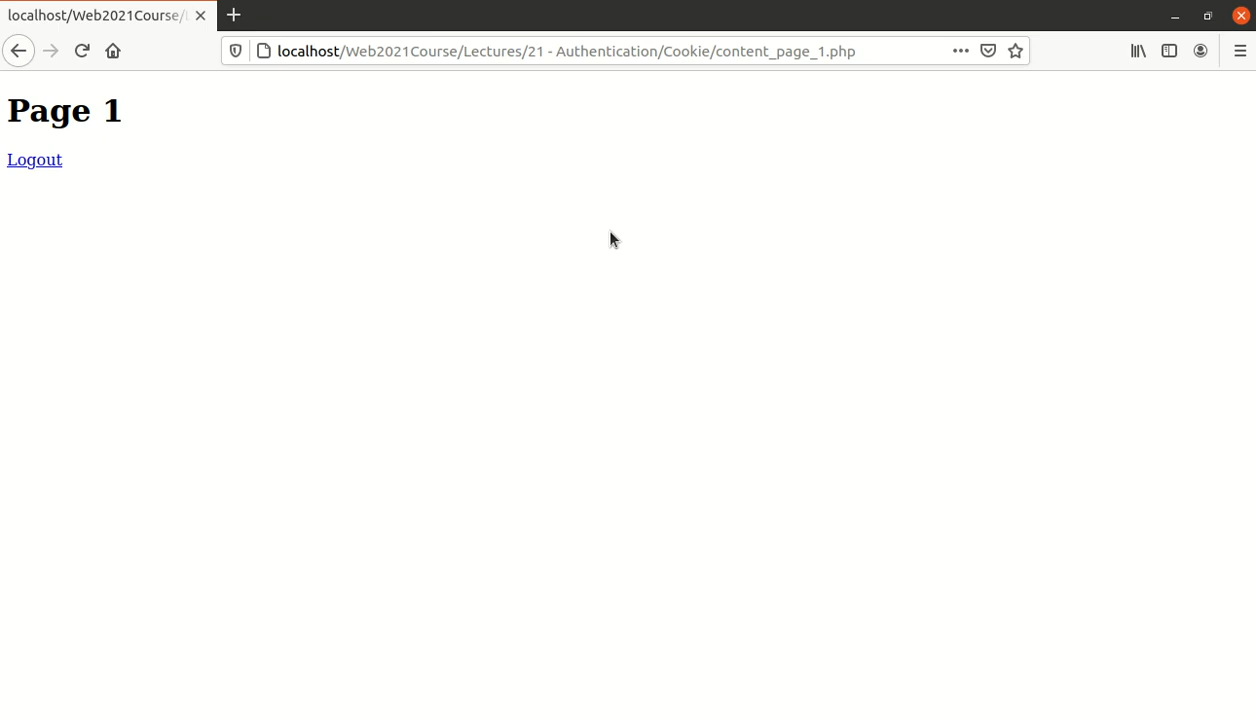 localhost/Web2021Course/
localhost/Web2021Course/Lectures/21 - Authentication/Cookie/content_page_1.php
Page 1
Logout